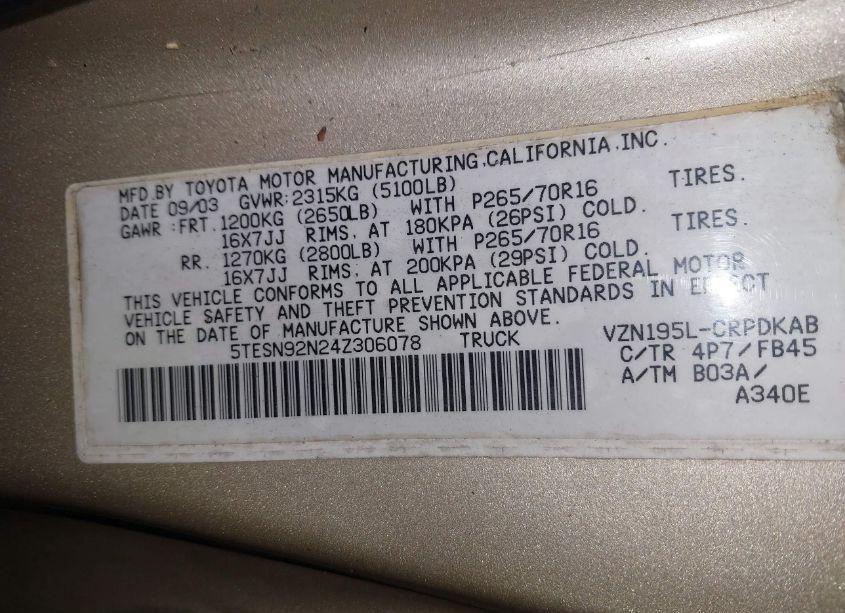 MFD.BY TOYOTA MOTOR MANUFACTURING,CALIFORNIA,INC.
DATE 09/03 GVWR:2315KG (5100LB)
GAWR :FRT. 1200KG (2650LB) WITH P265/70R16 TIRES.
16X7JJ RIMS, AT 180KPA (26PSI) COLD.
RR. 1270KG (2800LB) WITH P265/70R16 TIRES.
16X7JJ RIMS, AT 200KPA (29PSI) COLD.
THIS VEHICLE CONFORMS TO ALL APPLICABLE FEDERAL MOTOR
VEHICLE SAFETY AND THEFT PREVENTION STANDARDS IN EFFECT
ON THE DATE OF MANUFACTURE SHOWN ABOVE.
5TESN92N24Z306078 TRUCK VZN195L-CRPDKAB
C/TR 4P7/FB45
A/TM B03A/
A340E